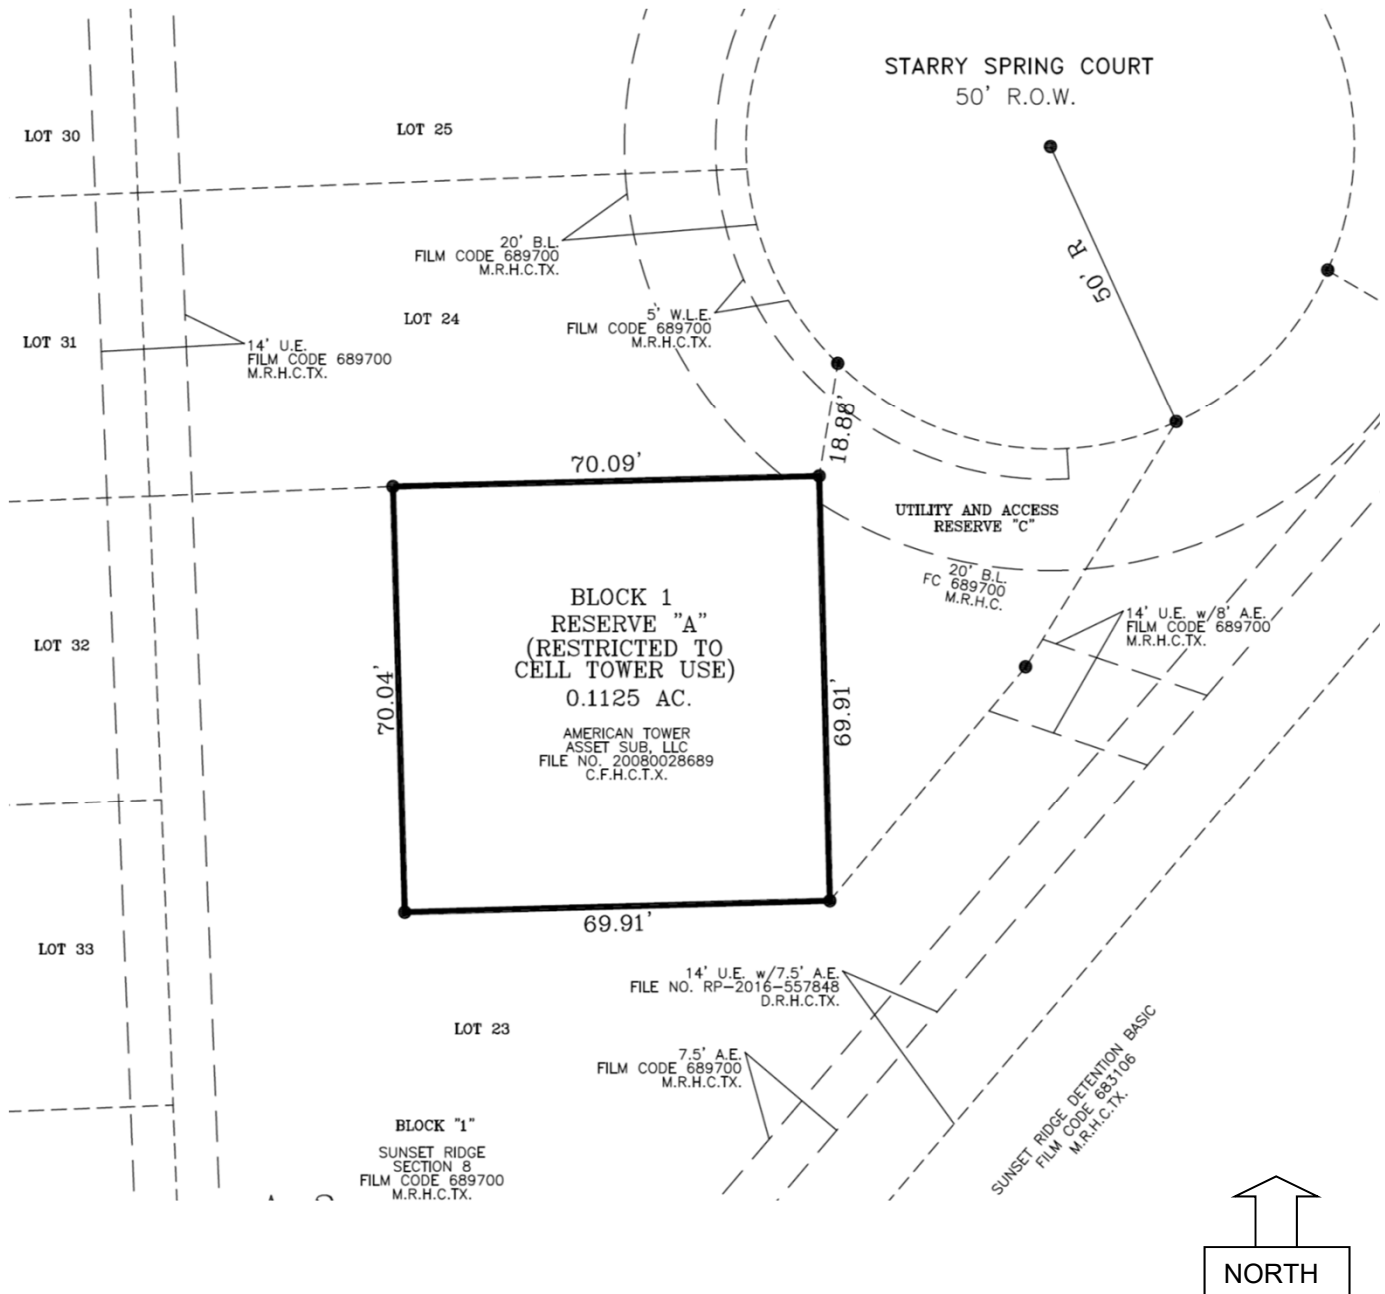 STARRY SPRING COURT
50' R.O.W.
LOT 30
LOT 25
20' B.L.
FILM CODE 689700
M.R.H.C.TX.
50' R
5' W.L.E.
FILM CODE 689700
M.R.H.C.TX.
LOT 24
LOT 31
14' U.E.
FILM CODE 689700
M.R.H.C.TX.
18.88'
70.09'
UTILITY AND ACCESS
RESERVE "C"
20' B.L.
FC 689700
M.R.H.C.
BLOCK 1
RESERVE "A"
(RESTRICTED TO
CELL TOWER USE)
0.1125 AC.
AMERICAN TOWER
ASSET SUB, LLC
FILE NO. 20080028689
C.F.H.C.T.X.
14' U.E. w/8' A.E.
FILM CODE 689700
M.R.H.C.TX.
LOT 32
70.04'
69.91'
69.91'
LOT 33
14' U.E. w/7.5' A.E.
FILE NO. RP-2016-557848
D.R.H.C.TX.
LOT 23
7.5' A.E.
FILM CODE 689700
M.R.H.C.TX.
SUNSET RIDGE DETENTION BASIC
FILM CODE 683106
M.R.H.C.TX.
BLOCK "1"
SUNSET RIDGE
SECTION 8
FILM CODE 689700
M.R.H.C.TX.
NORTH